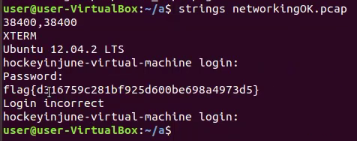 user@user-VirtualBox:~/a$ strings networkingOK.pcap
38400,38400
XTERM
Ubuntu 12.04.2 LTS
hockeyinjune-virtual-machine login:
Password:
flag{d316759c281bf925d600be698a4973d5}
Login incorrect
hockeyinjune-virtual-machine login:
user@user-VirtualBox:~/a$